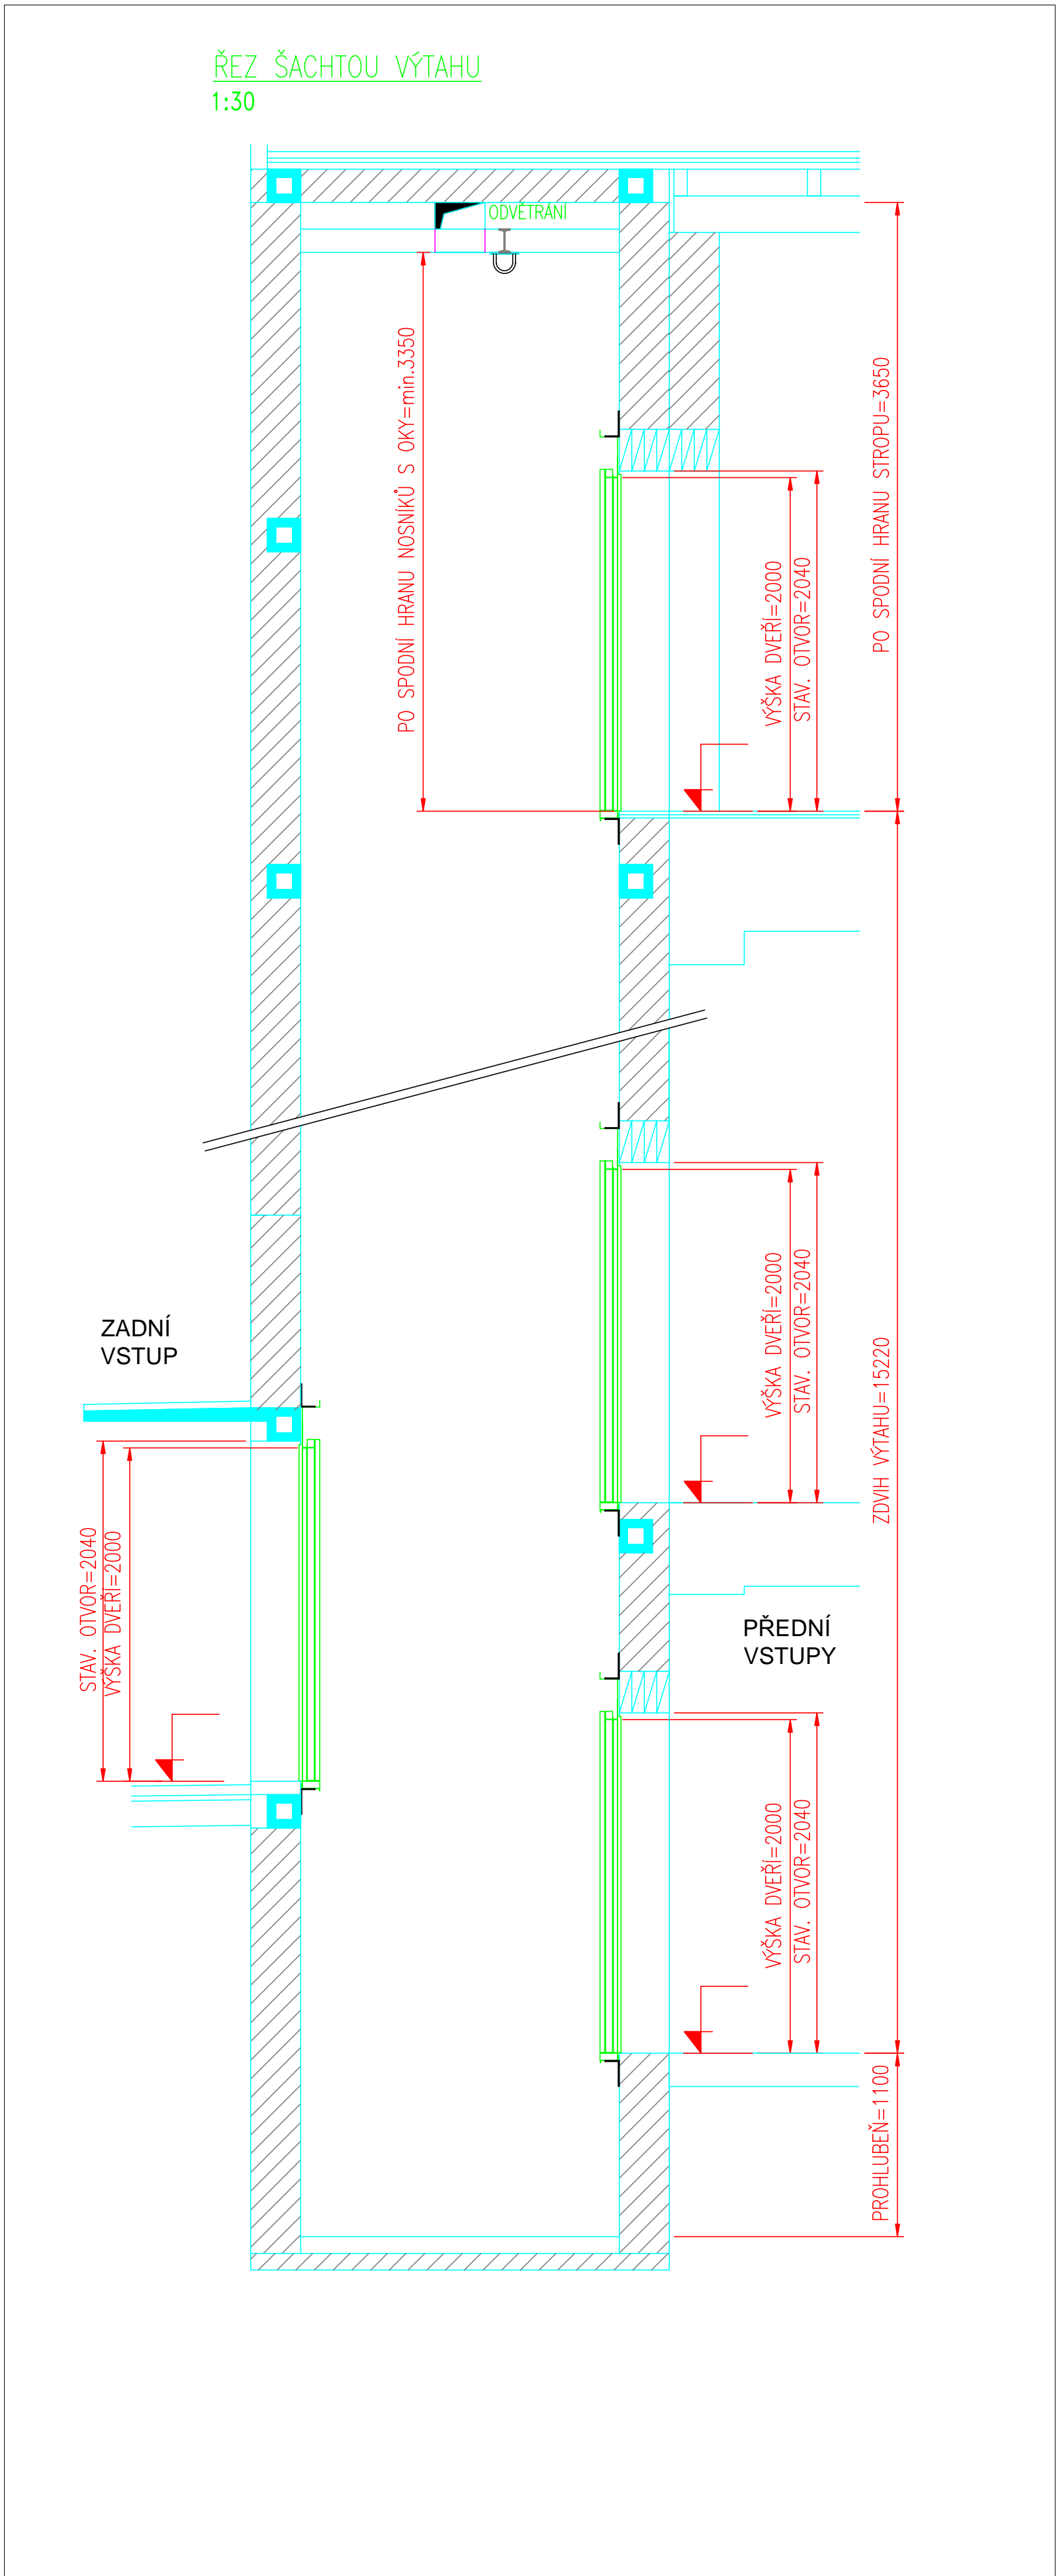 ŘEZ ŠACHTOU VÝTAHU
1:30
ODVĚTRÁNÍ
PO SPODNÍ HRANU NOSNÍKŮ S OKY=min.3350
PO SPODNÍ HRANU STROPU=3650
VÝŠKA DVEŘÍ=2000
STAV. OTVOR=2040
VÝŠKA DVEŘÍ=2000
STAV. OTVOR=2040
ZDVIH VÝTAHU=15220
ZADNÍ
VSTUP
STAV. OTVOR=2040
VÝŠKA DVEŘÍ=2000
PŘEDNÍ
VSTUPY
VÝŠKA DVEŘÍ=2000
STAV. OTVOR=2040
PROHLUBEŇ=1100